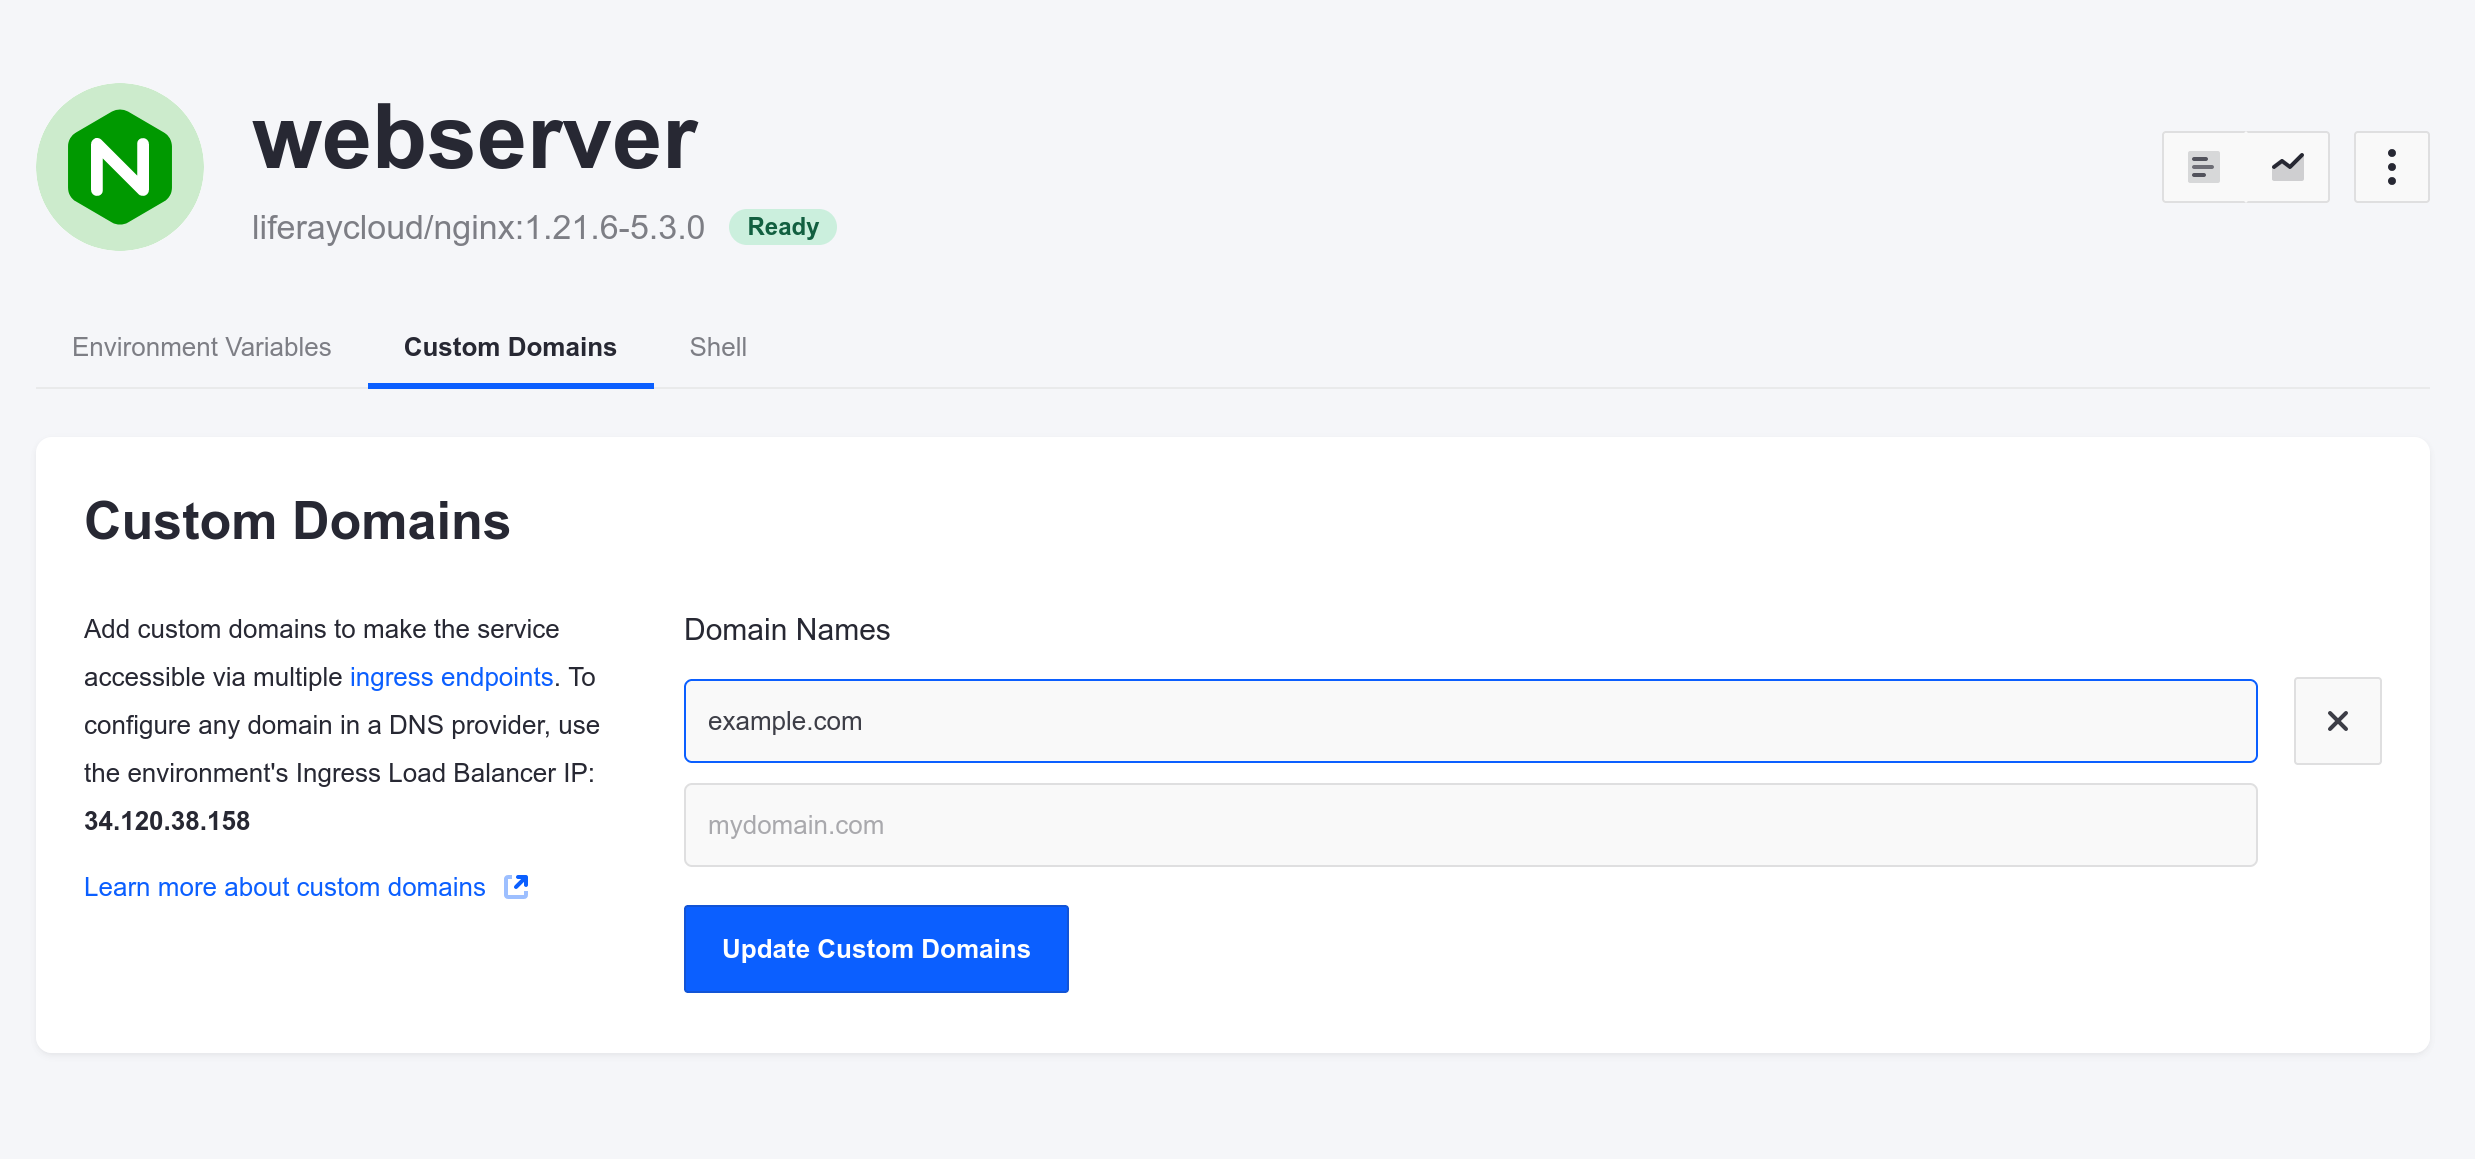 webserver
liferaycloud/nginx:1.21.6-5.3.0 Ready
Environment Variables Custom Domains Shell
Custom Domains
Add custom domains to make the service
accessible via multiple ingress endpoints. To
configure any domain in a DNS provider, use
the environment's Ingress Load Balancer IP:
34.120.38.158
Learn more about custom domains
Domain Names
example.com
mydomain.com
Update Custom Domains